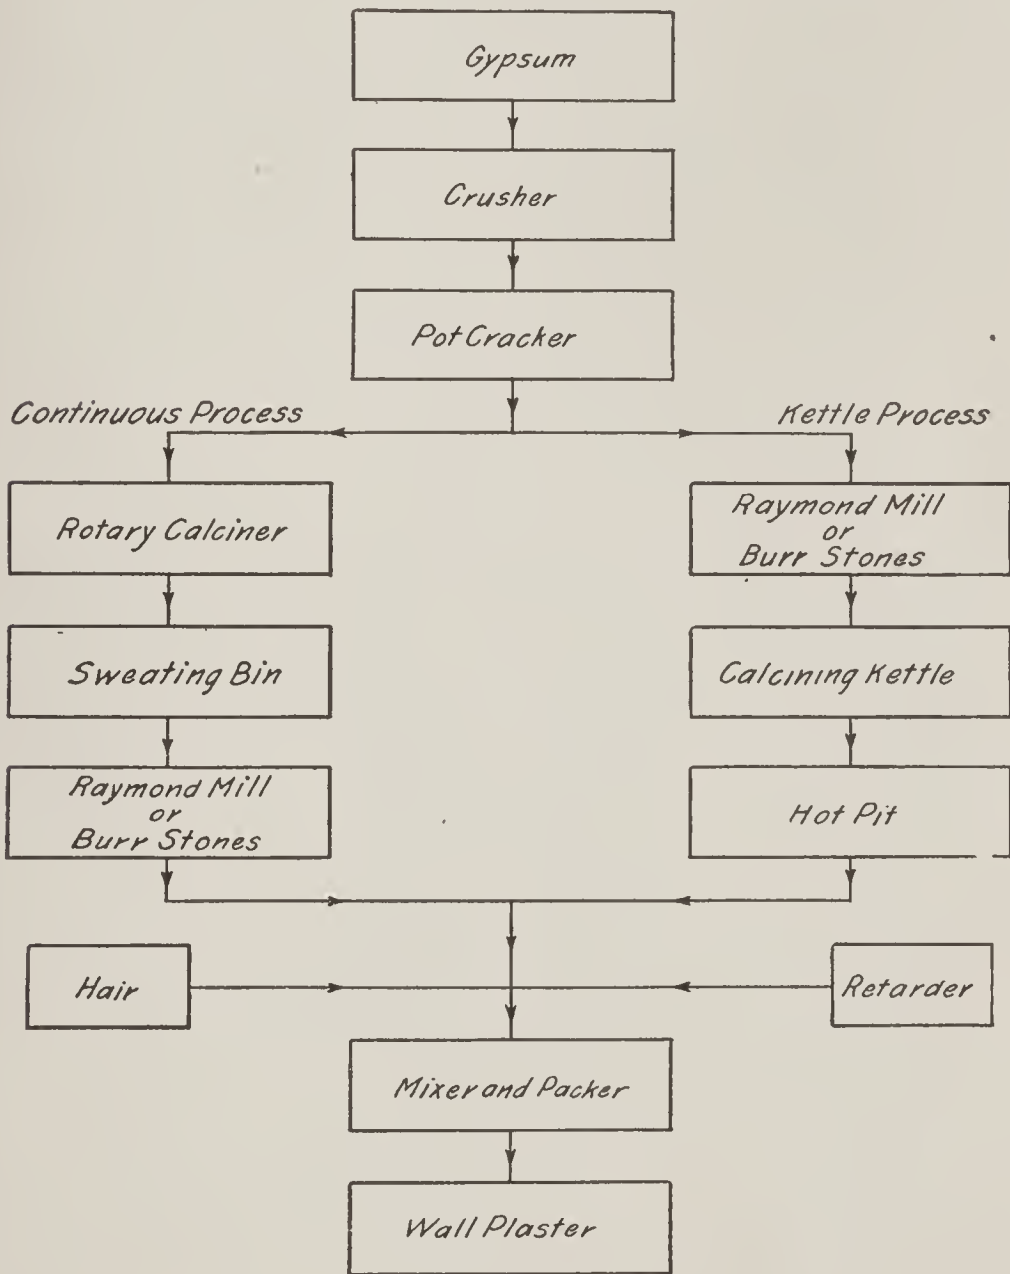 Gypsum
Crusher
Pot Cracker
Continuous Process
Kettle Process
Rotary Calciner
Raymond Mill
or
Burr Stones
Sweating Bin
Calcining Kettle
Raymond Mill
or
Burr Stones
Hot Pit
Hair
Retarder
Mixer and Packer
Wall Plaster